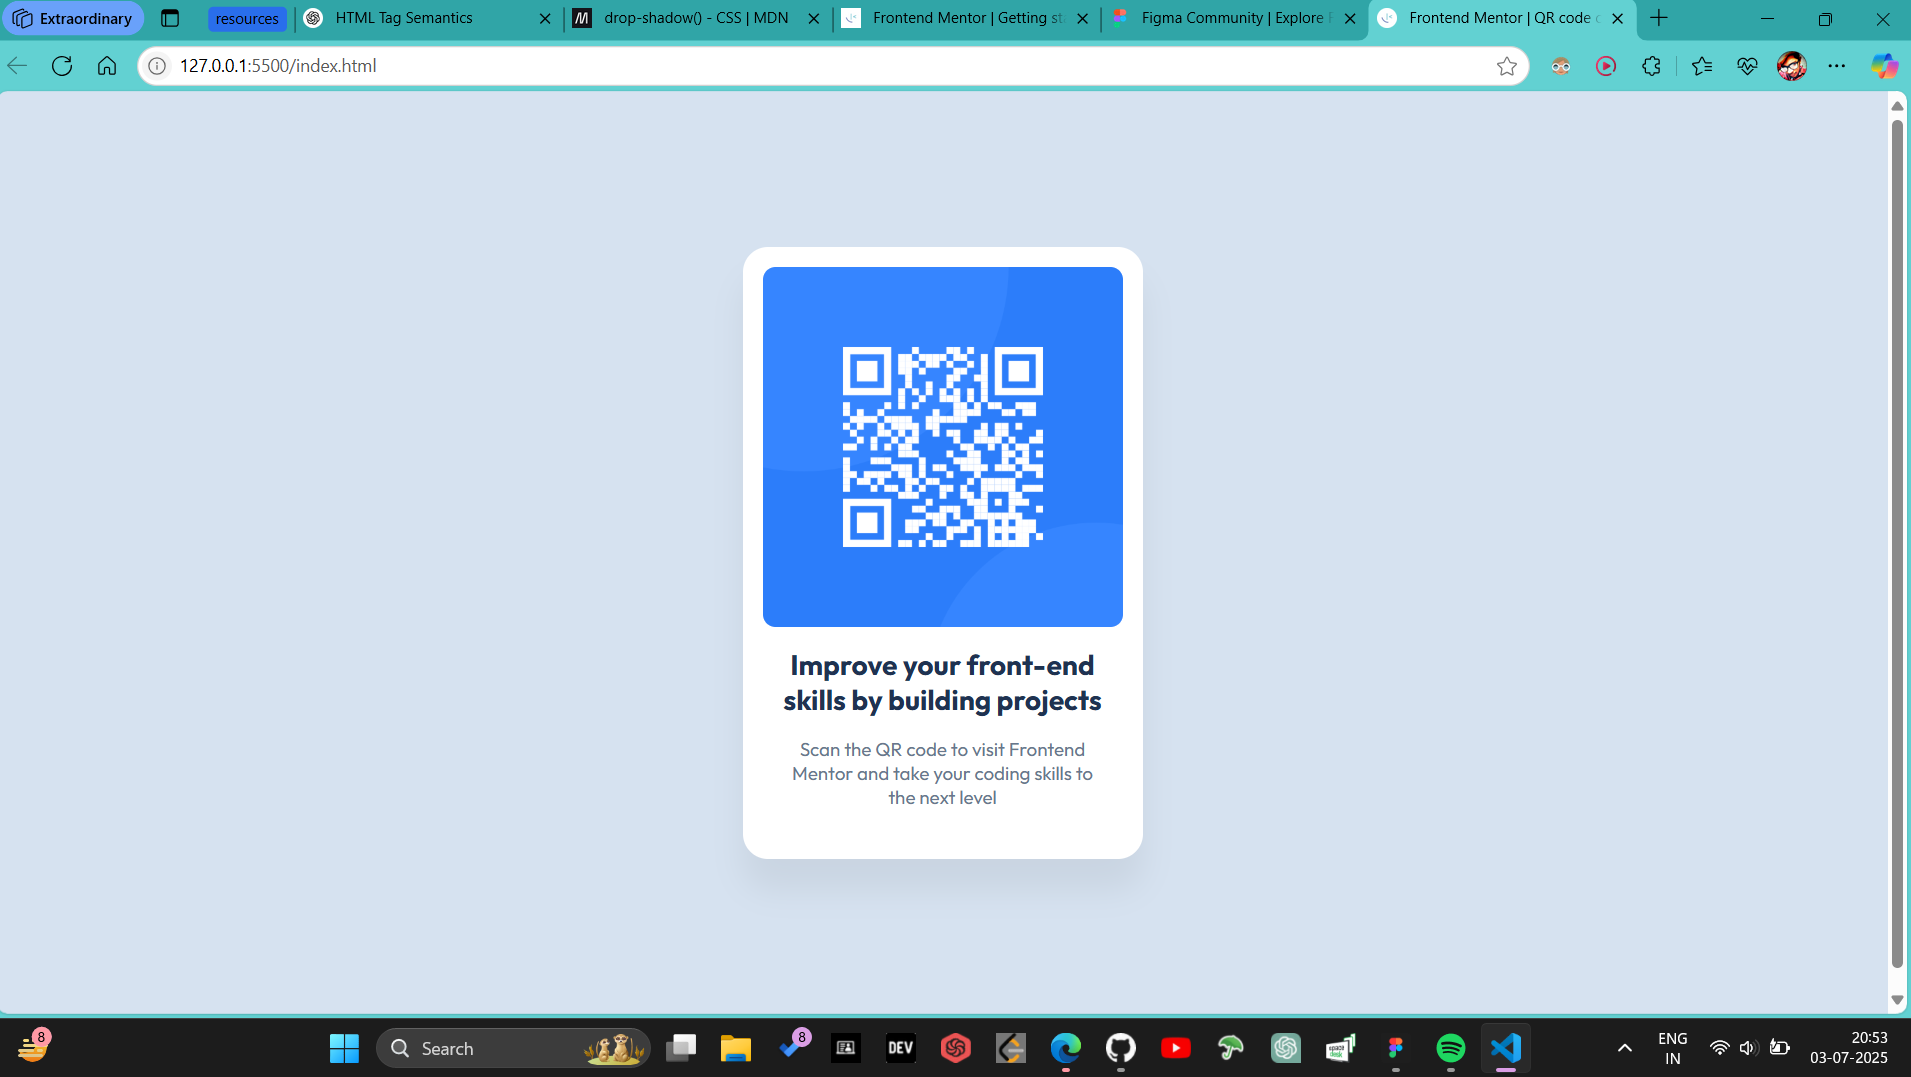 Extraordinary
resources
HTML Tag Semantics
drop-shadow() - CSS | MDN
Frontend Mentor | Getting st
Figma Community | Explore
Frontend Mentor | QR code
127.0.0.1:5500/index.html
Improve your front-end
skills by building projects
Scan the QR code to visit Frontend
Mentor and take your coding skills to
the next level
8
Search
8
DEV
space
desk
ENG
IN
20:53
03-07-2025